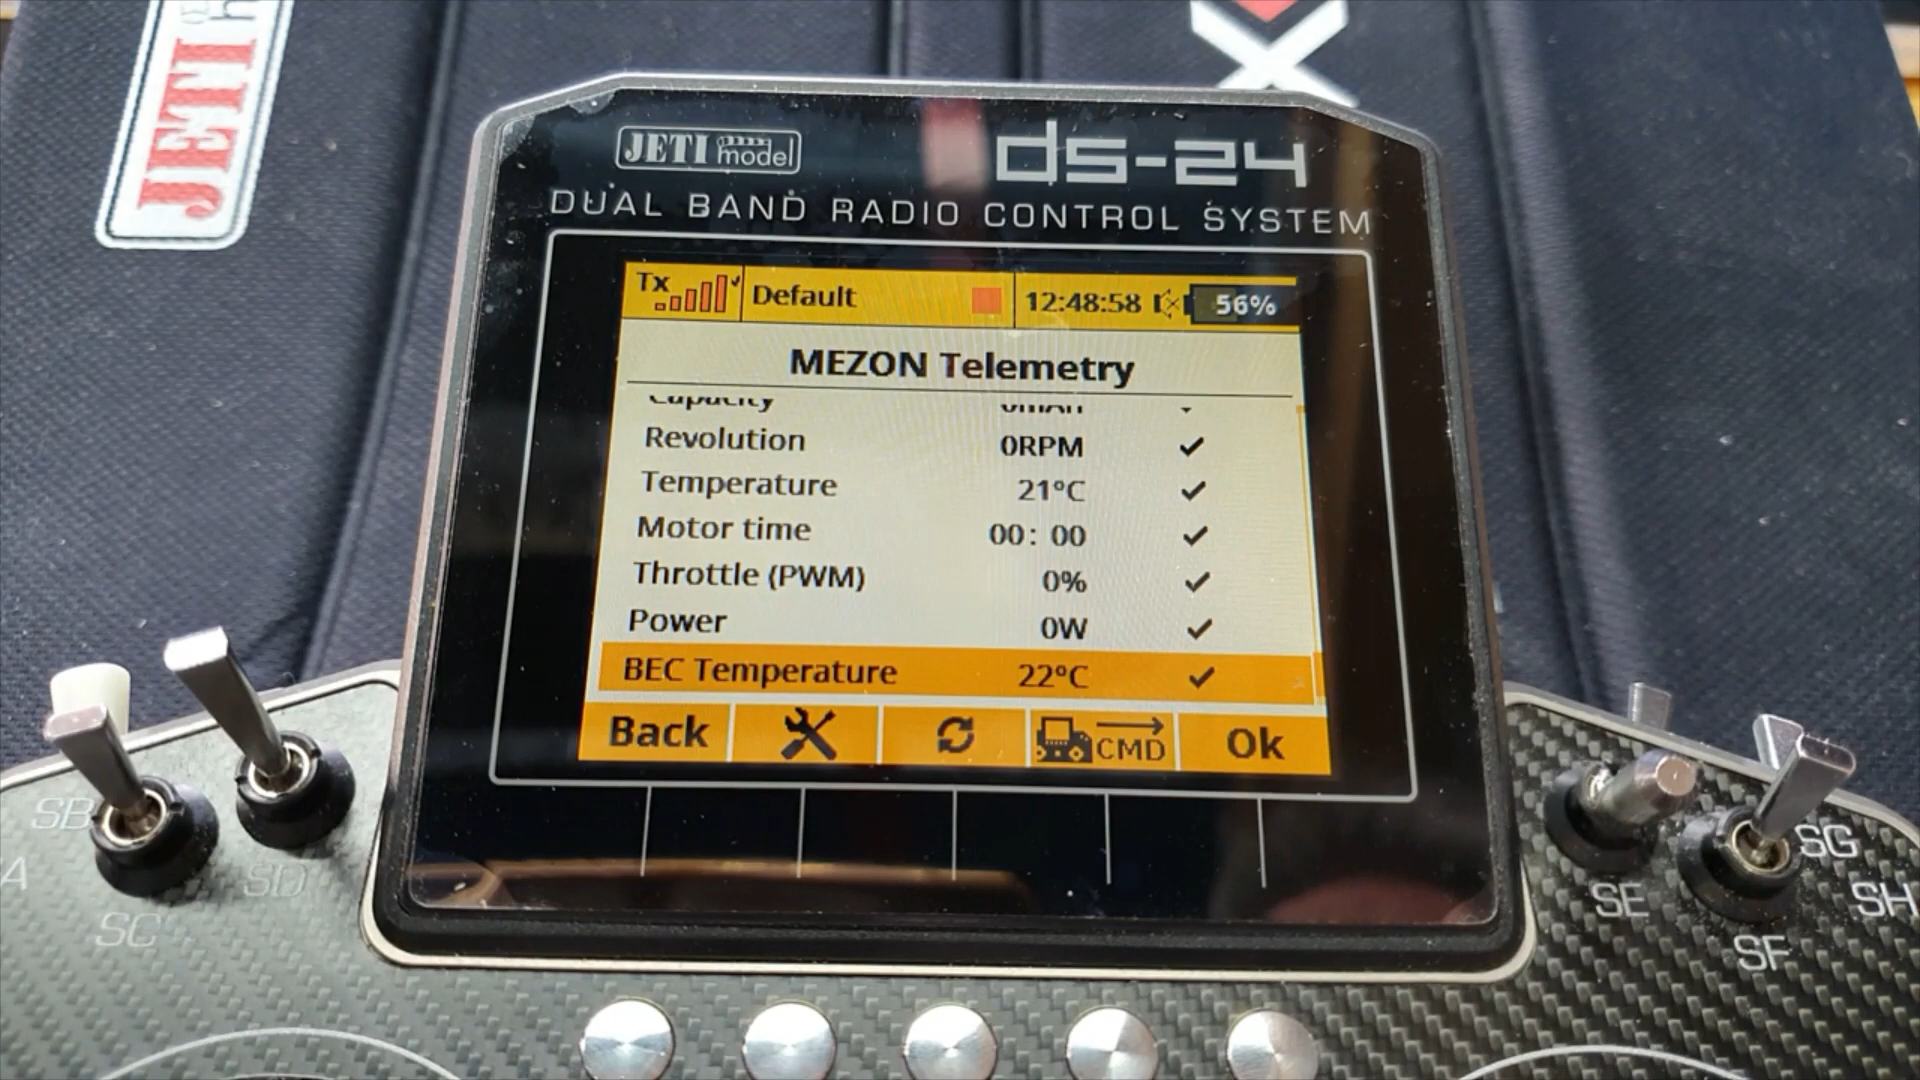 JETI
JETI model
ds-24
DUAL BAND RADIO CONTROL SYSTEM
Tx Default 12:48:58 56%
MEZON Telemetry
Capacity 0mAh ✓
Revolution 0RPM ✓
Temperature 21°C ✓
Motor time 00: 00 ✓
Throttle (PWM) 0% ✓
Power 0W ✓
BEC Temperature 22°C ✓
Back CMD Ok
SB
SD
SC
SG
SE
SH
SF